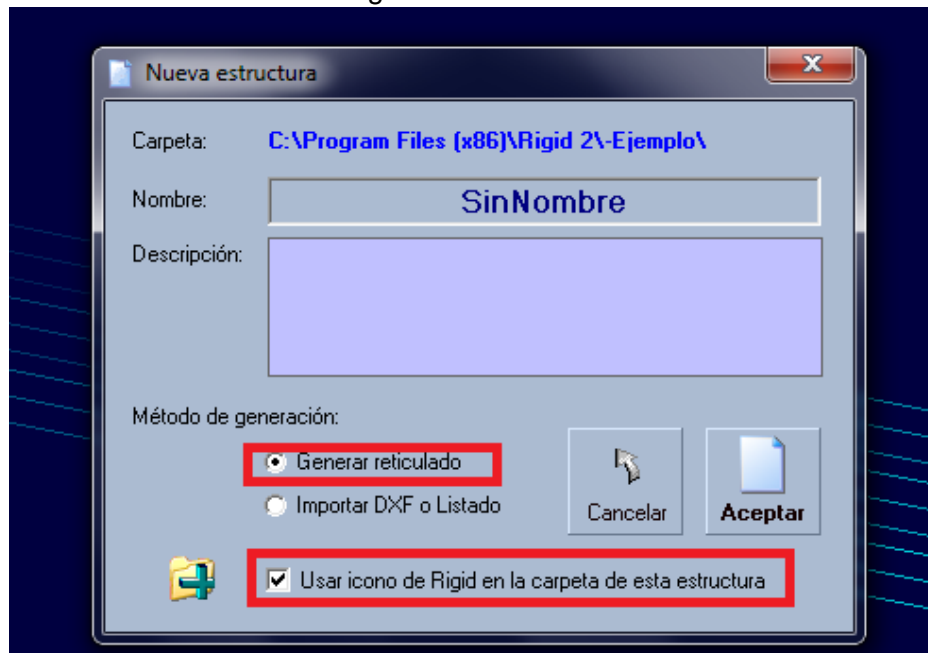 Nueva estructura
Carpeta: C:\Program Files (x86)\Rigid 2\-Ejemplo\
Nombre: SinNombre
Descripción:
Método de generación:
Generar reticulado
Importar DXF o Listado
Cancelar
Aceptar
Usar icono de Rigid en la carpeta de esta estructura